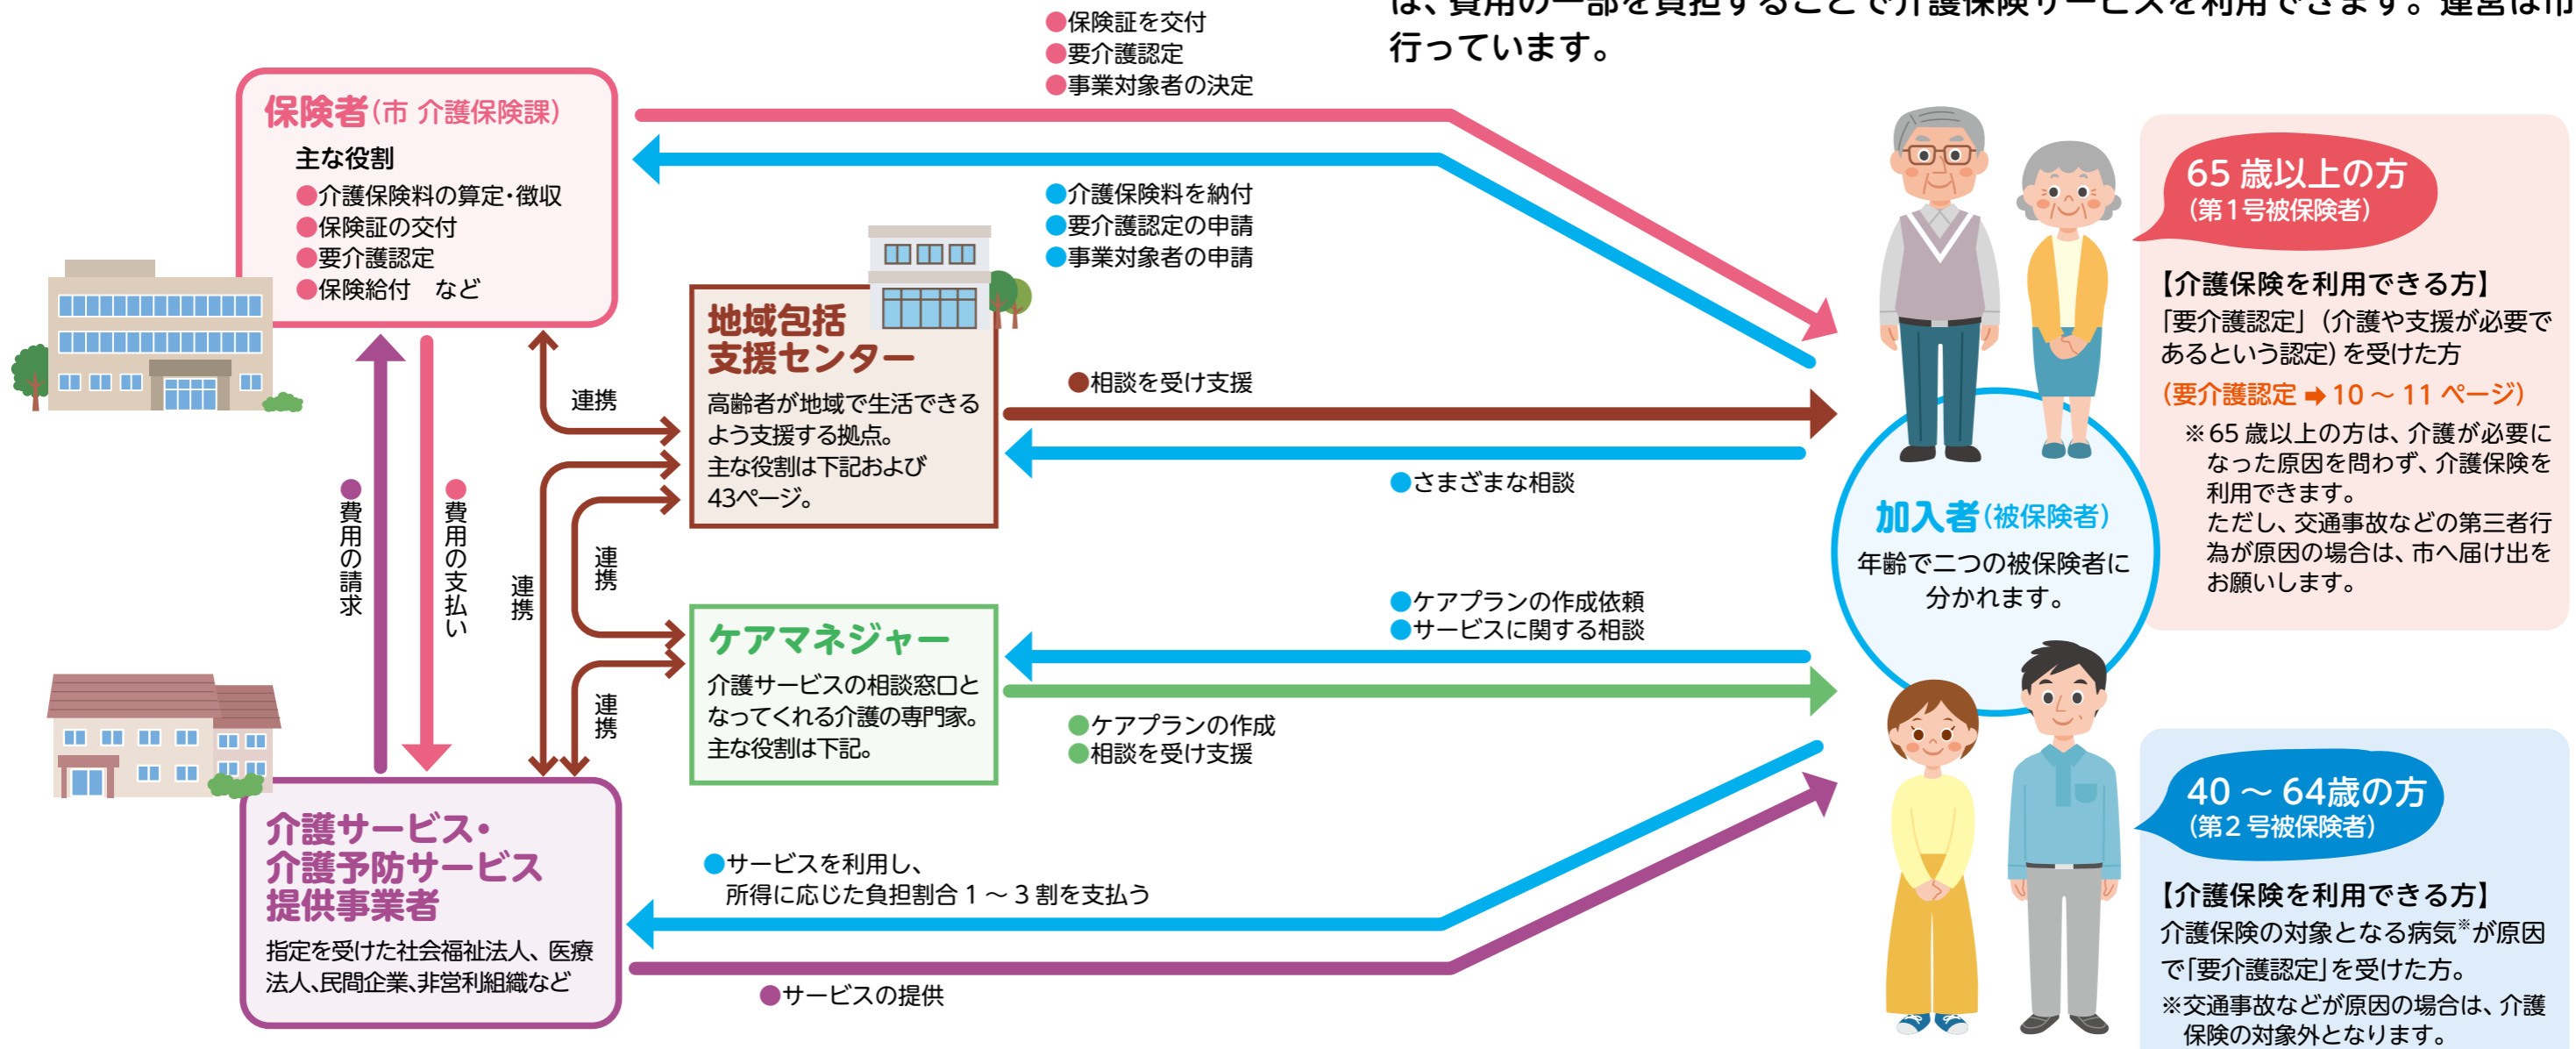 は、費用の一部を負担することで介護保険サービスを利用できます。運営は市
行っています。
●保険証を交付
●要介護認定
●事業対象者の決定
保険者(市 介護保険課)
主な役割
●介護保険料の算定・徴収
●保険証の交付
●要介護認定
●保険給付　など
●介護保険料を納付
●要介護認定の申請
●事業対象者の申請
地域包括
支援センター
高齢者が地域で生活できる
よう支援する拠点。
主な役割は下記および
43ページ。
連携
●相談を受け支援
●さまざまな相談
●費用の請求
●費用の支払い
連携
連携
連携
ケアマネジャー
介護サービスの相談窓口と
なってくれる介護の専門家。
主な役割は下記。
●ケアプランの作成依頼
●サービスに関する相談
●ケアプランの作成
●相談を受け支援
介護サービス・
介護予防サービス
提供事業者
指定を受けた社会福祉法人、医療
法人、民間企業、非営利組織など
●サービスを利用し、
所得に応じた負担割合 1 ～ 3 割を支払う
●サービスの提供
加入者(被保険者)
年齢で二つの被保険者に
分かれます。
65 歳以上の方
(第1号被保険者)
【介護保険を利用できる方】
「要介護認定」(介護や支援が必要で
あるという認定)を受けた方
(要介護認定 ➡ 10 ～ 11 ページ)
※65 歳以上の方は、介護が必要に
なった原因を問わず、介護保険を
利用できます。
ただし、交通事故などの第三者行
為が原因の場合は、市へ届け出を
お願いします。
40 ～ 64歳の方
(第2号被保険者)
【介護保険を利用できる方】
介護保険の対象となる病気※が原因
で「要介護認定」を受けた方。
※交通事故などが原因の場合は、介護
保険の対象外となります。